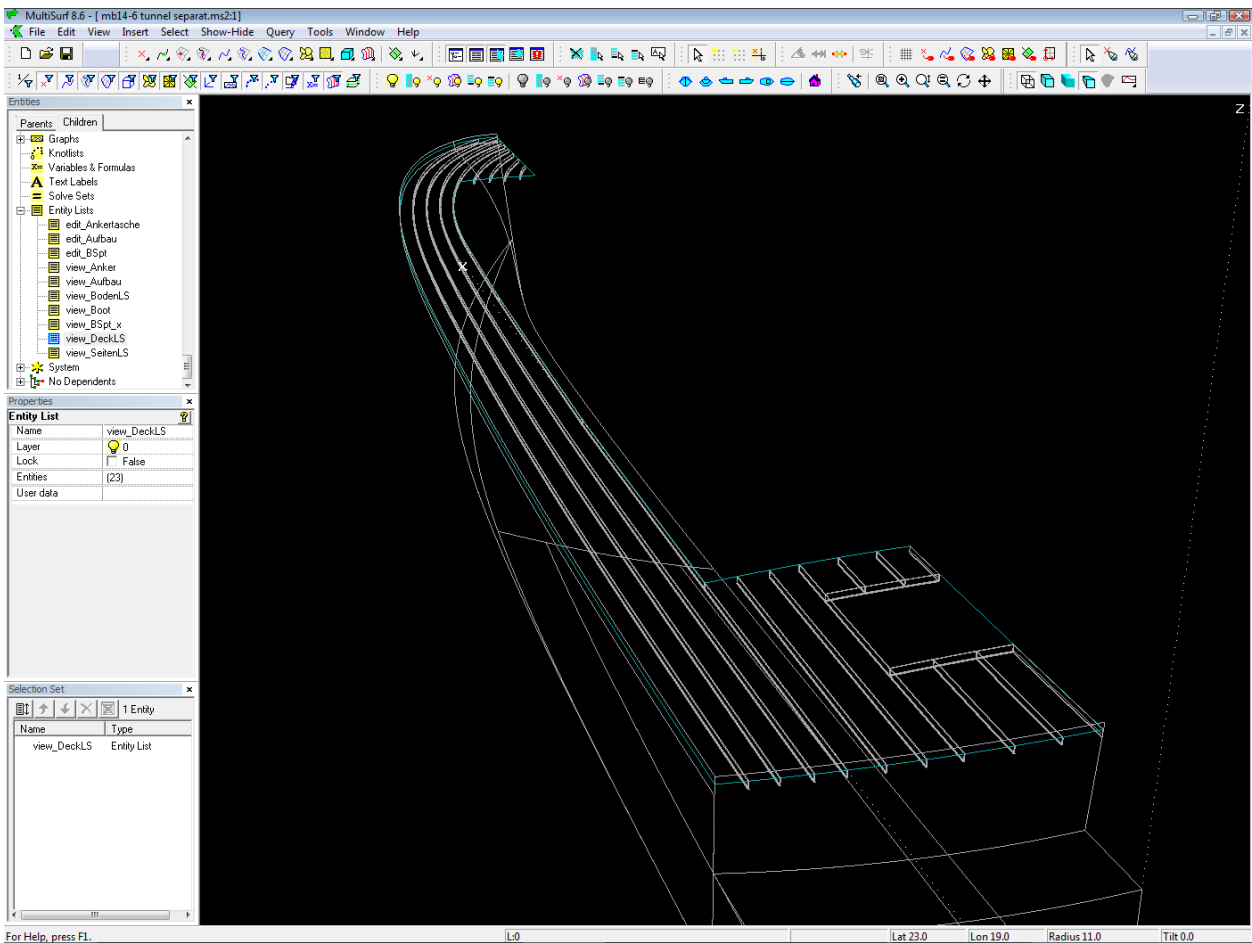 MultiSurf 8.6 - [ mb14-6 tunnel separat.ms2:1]
File Edit View Insert Select Show-Hide Query Tools Window Help
Entities
Parents Children
Graphs
Knotlists
Variables & Formulas
Text Labels
Solve Sets
Entity Lists
edit_Ankertasche
edit_Aufbau
edit_BSpt
view_Anker
view_Aufbau
view_BodenLS
view_Boot
view_BSpt_x
view_DeckLS
view_SeitenLS
System
No Dependents
Properties
Entity List
Name view_DeckLS
Layer 0
Lock False
Entities (23)
User data
Selection Set
1 Entity
Name Type
view_DeckLS Entity List
Z
X
For Help, press F1. L:0 Lat 23.0 Lon 19.0 Radius 11.0 Tilt 0.0